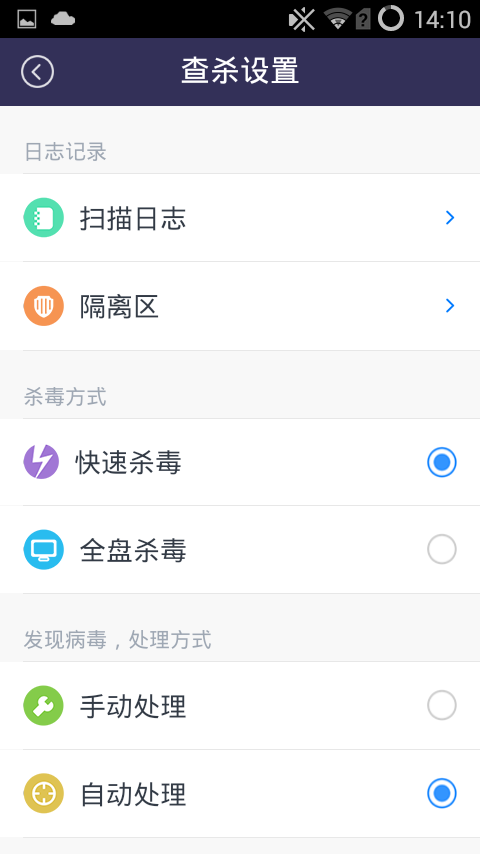 14:10
查杀设置
日志记录
扫描日志
隔离区
杀毒方式
快速杀毒
全盘杀毒
发现病毒，处理方式
手动处理
自动处理